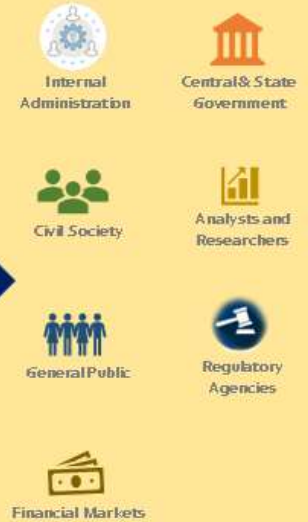 Internal
Administration
Central & State
Government
Civil Society
Analysts and
Researchers
General Public
Regulatory
Agencies
Financial Markets